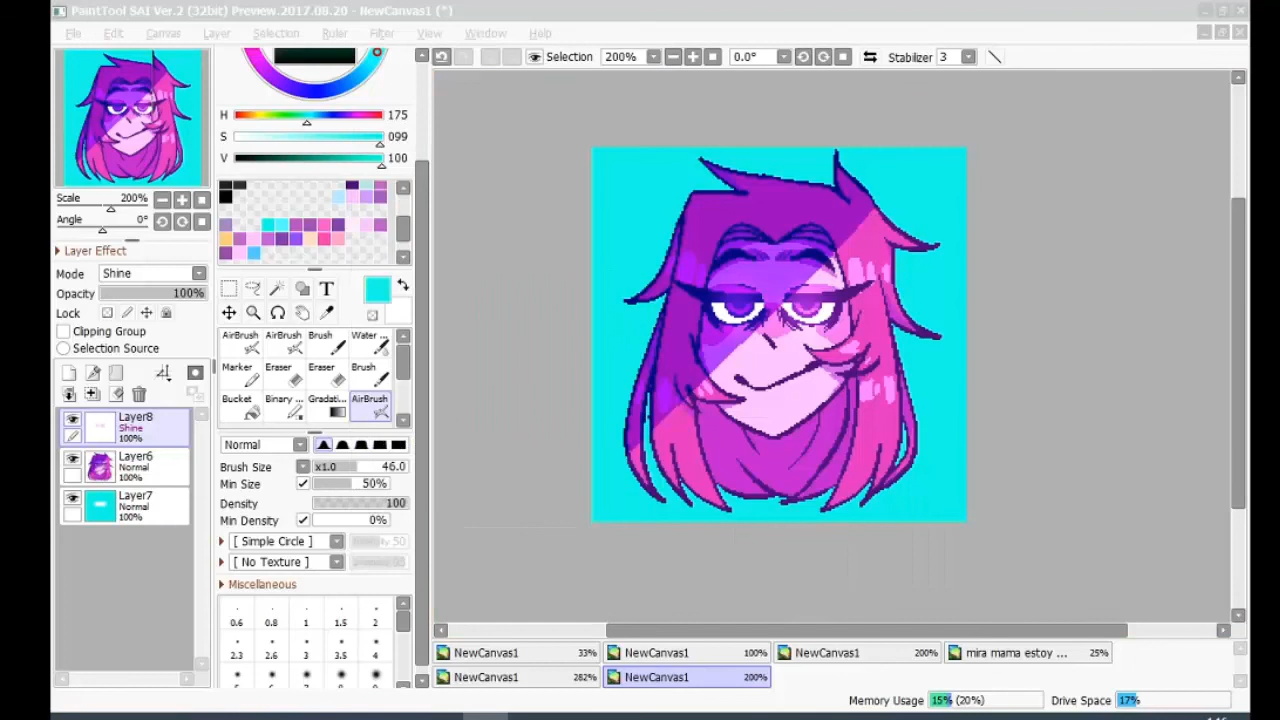 PaintTool SAI Ver.2 (32bit) Preview.2017.08.20 - NewCanvas1 (*)
File Edit Canvas Layer Selection Ruler Filter View Window Help
Selection 200% 0.0° Stabilizer 3
H 175
S 099
V 100
Scale 200%
Angle 0°
Layer Effect
Mode Shine
Opacity 100%
Lock
Clipping Group
Selection Source
Layer8
Shine
100%
Layer6
Normal
100%
Layer7
Normal
100%
T
AirBrush AirBrush Brush Water ...
Marker Eraser Eraser Brush
Bucket Binary ... Gradati... AirBrush
Normal
Brush Size x1.0 46.0
Min Size 50%
Density 100
Min Density 0%
[ Simple Circle ] 50
[ No Texture ]
Miscellaneous
0.6 0.8 1 1.5 2
2.3 2.6 3 3.5 4
NewCanvas1 33% NewCanvas1 100% NewCanvas1 200% mira mama estoy ... 25%
NewCanvas1 282% NewCanvas1 200%
Memory Usage 15% (20%) Drive Space 17%